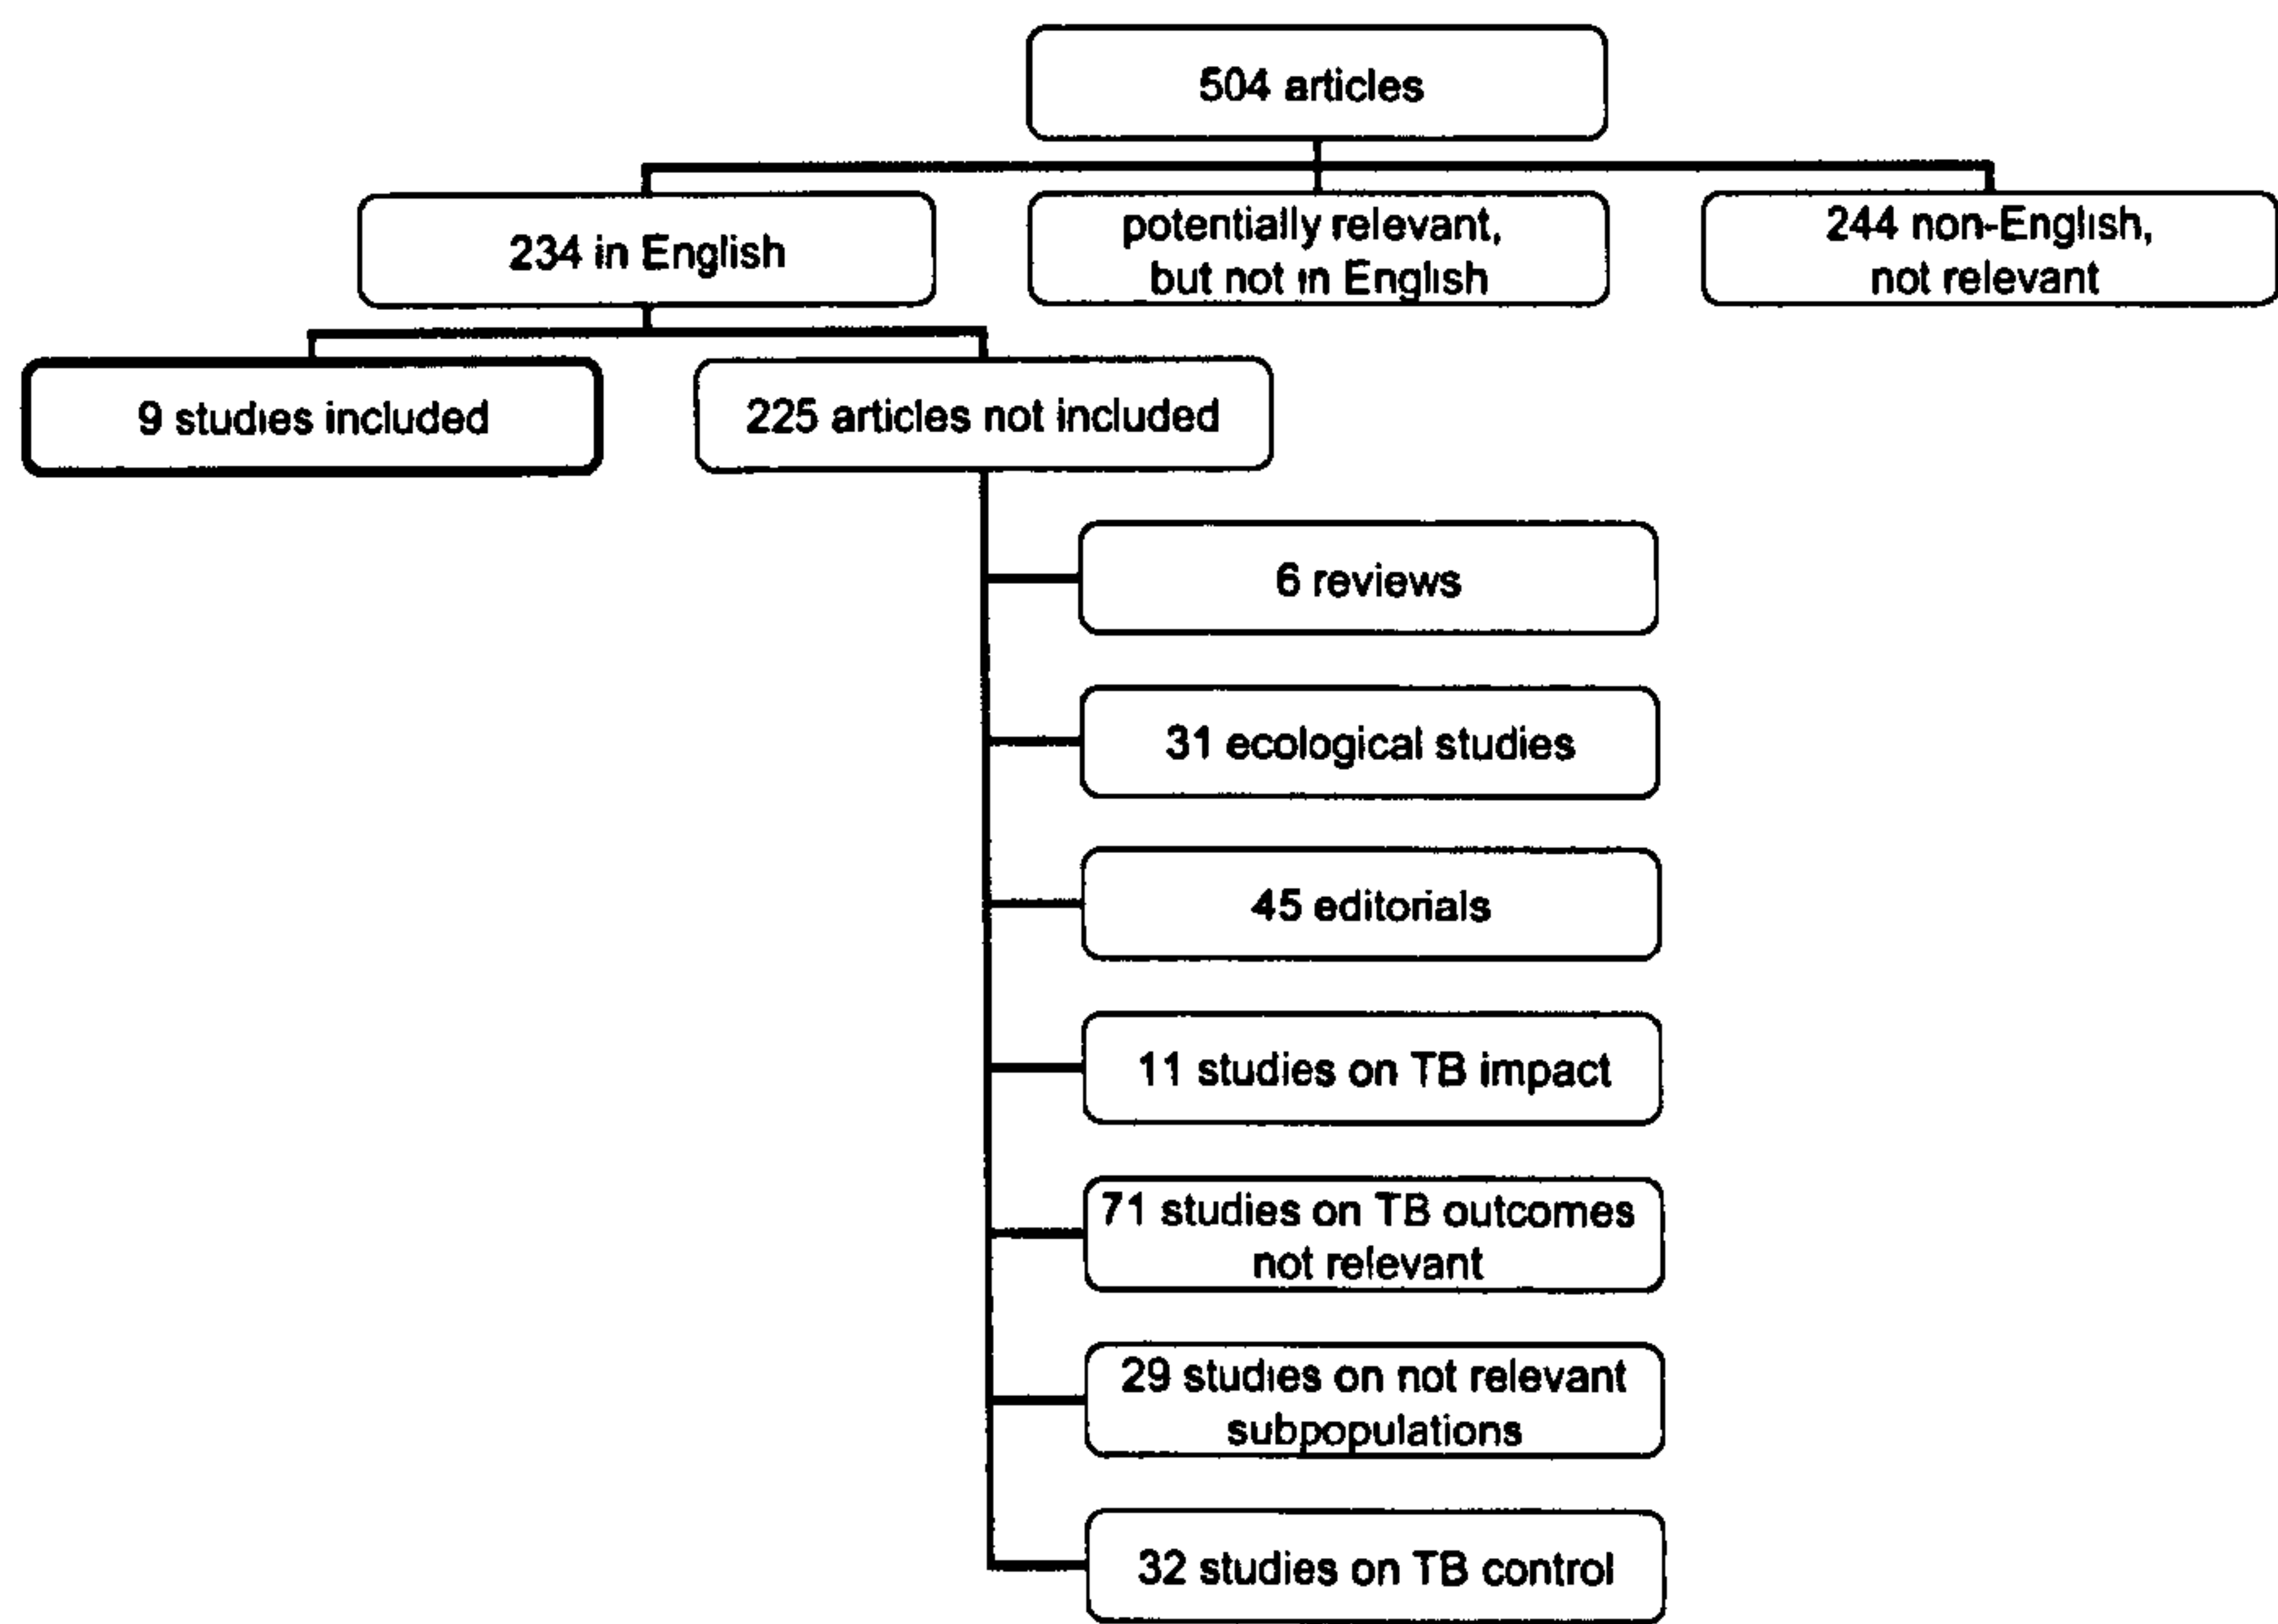 504 articles
234 in English
potentially relevant,
but not in English
244 non-English,
not relevant
9 studies included
225 articles not included
6 reviews
31 ecological studies
45 editorials
11 studies on TB impact
71 studies on TB outcomes
not relevant
29 studies on not relevant
subpopulations
32 studies on TB control